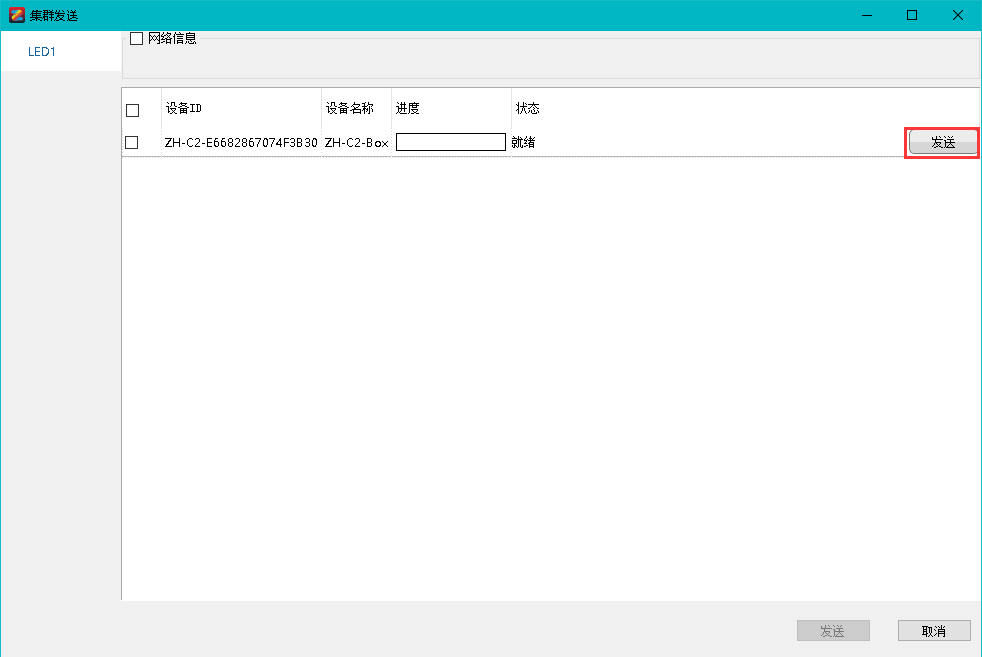 集群发送
LED1
网络信息
设备ID 设备名称 进度 状态
ZH-C2-E6682867074F3B30 ZH-C2-Box 就绪 发送
发送 取消